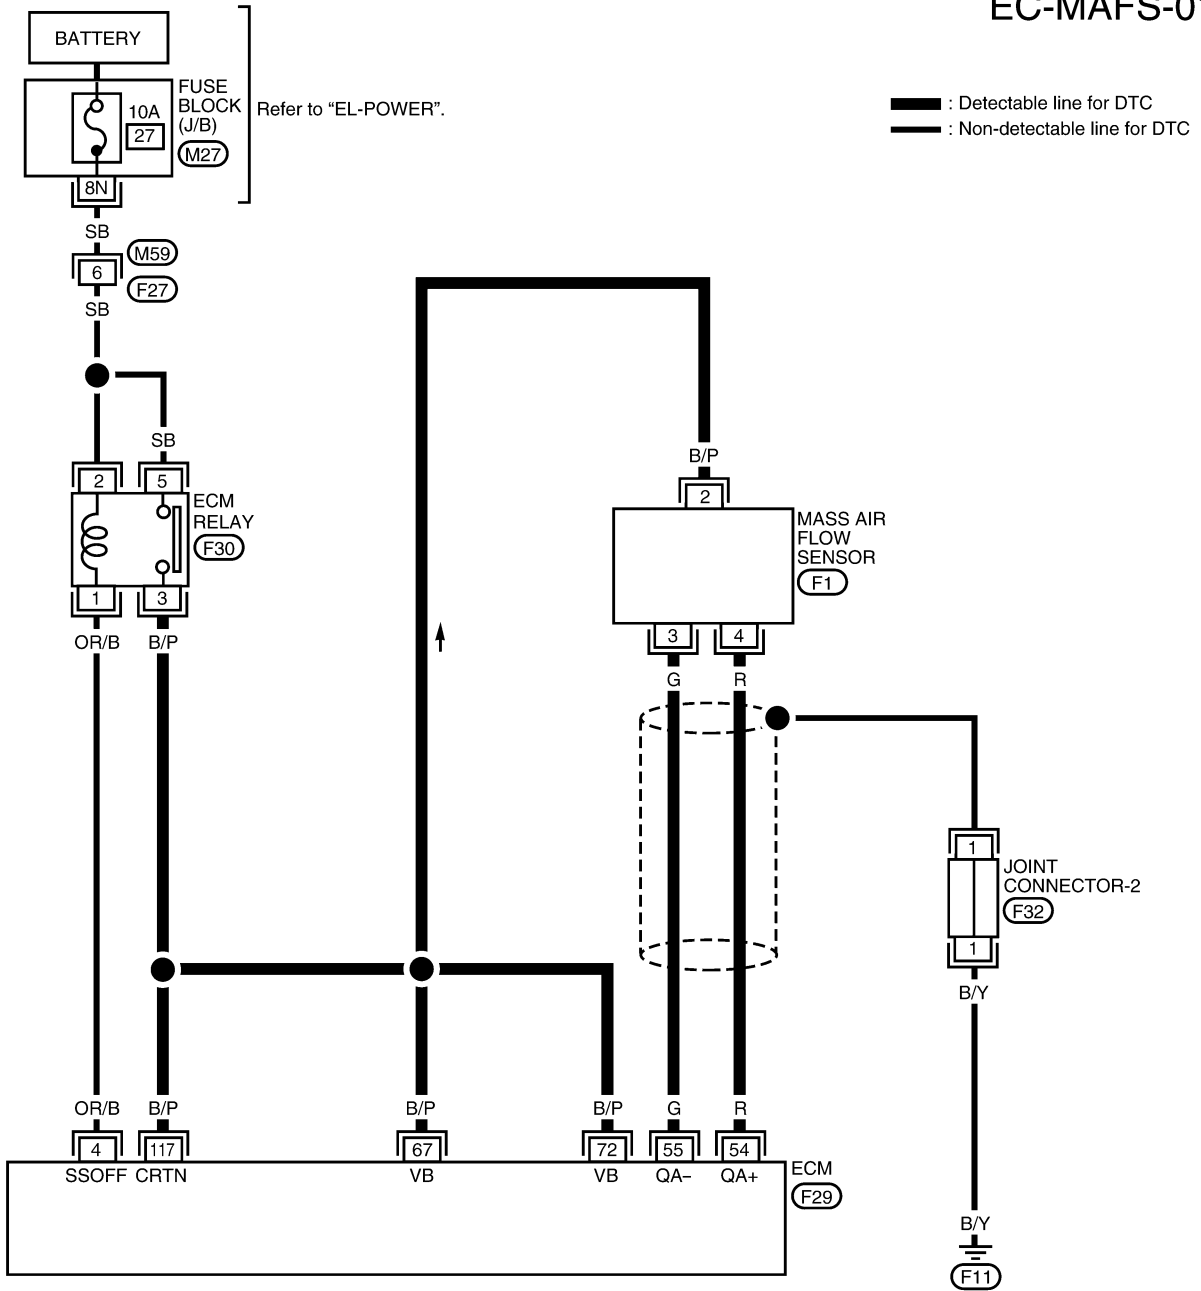 EC-MAFS-01
BATTERY
FUSE
BLOCK
(J/B)
M27
10A
27
Refer to “EL-POWER”.
: Detectable line for DTC
: Non-detectable line for DTC
8N
SB
6
M59
F27
SB
SB
2
5
ECM
RELAY
F30
1
3
OR/B
B/P
B/P
2
MASS AIR
FLOW
SENSOR
F1
3
4
G
R
1
JOINT
CONNECTOR-2
F32
1
B/Y
OR/B
B/P
B/P
B/P
G
R
4
117
67
72
55
54
SSOFF
CRTN
VB
VB
QA–
QA+
ECM
F29
B/Y
F11